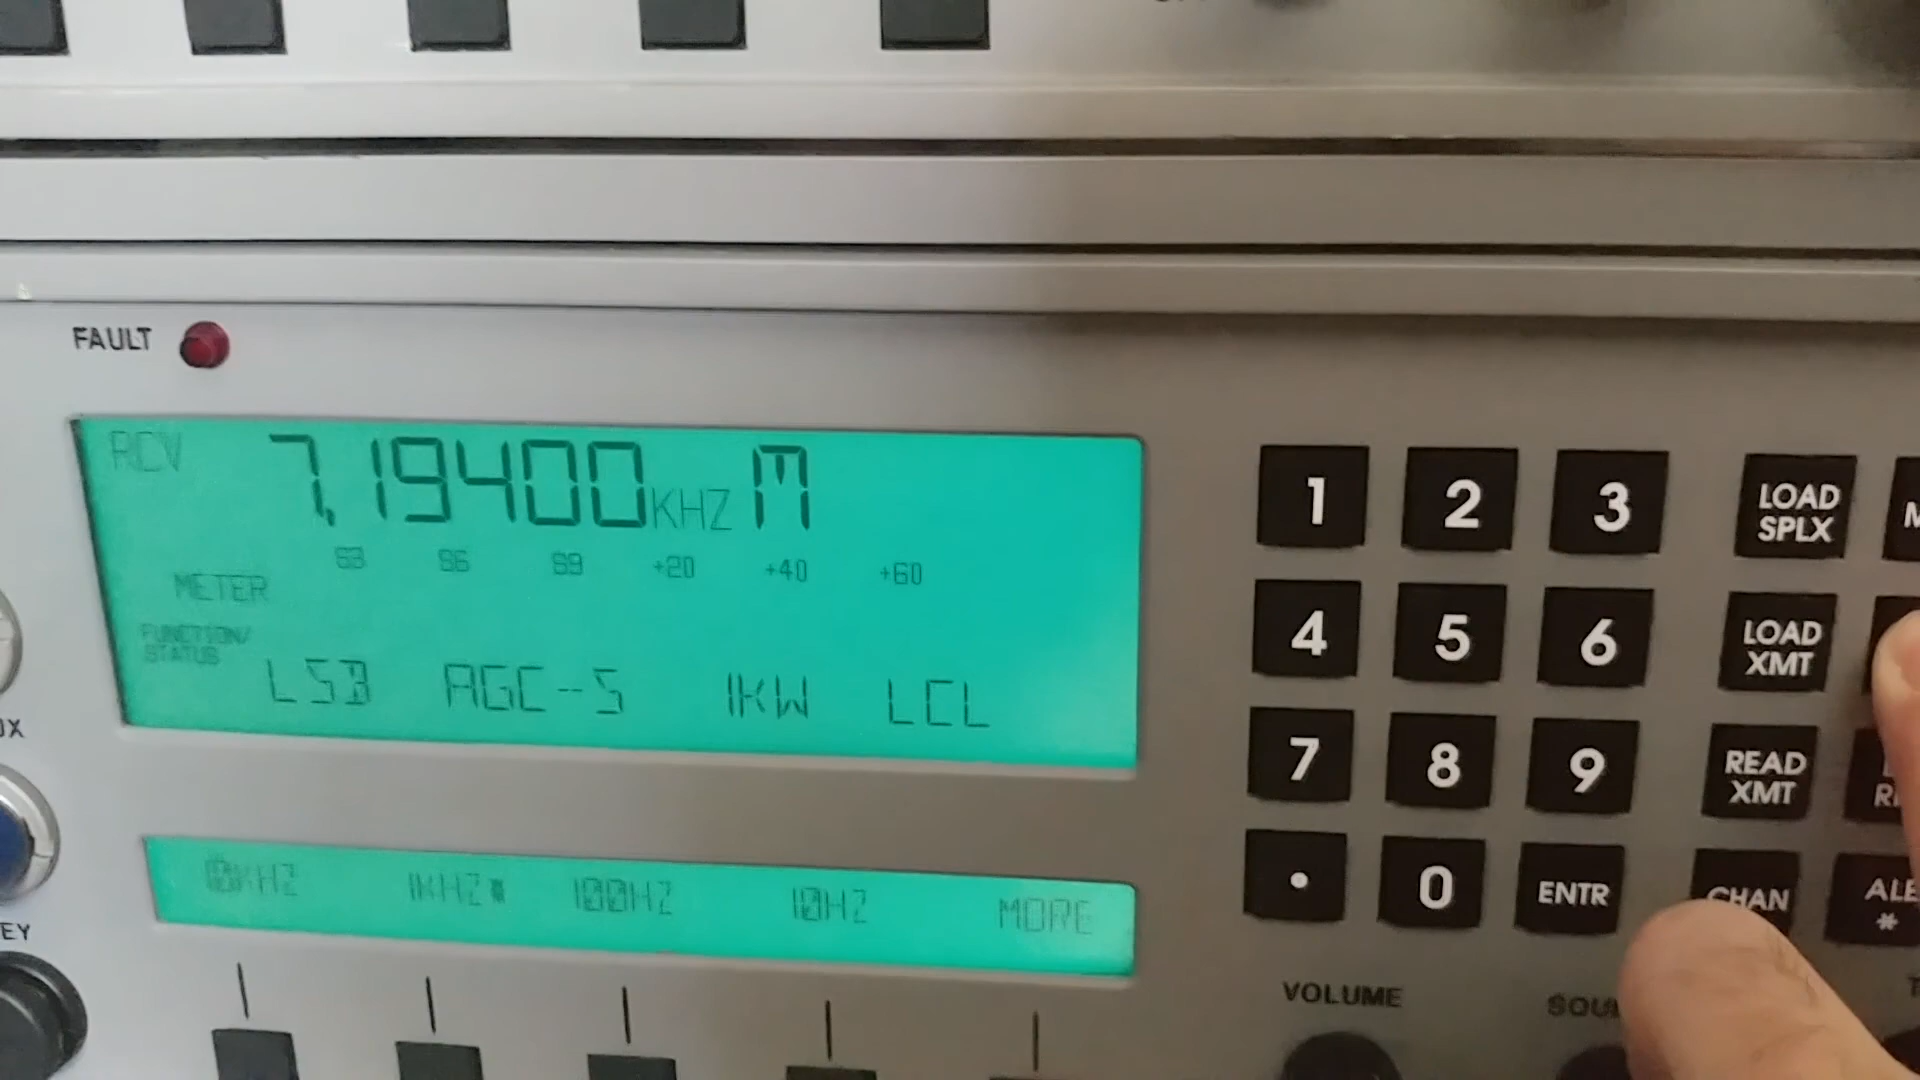 FAULT
RCV 7,19400 KHZ M
S3 S6 S9 +20 +40 +60
METER
FUNCTION/
STATUS
LSB AGC-S 1KW LCL
1KHZ 100HZ 10HZ MORE
1 2 3 LOAD SPLX
4 5 6 LOAD XMT
7 8 9 READ XMT
. 0 ENTR CHAN ALE *
VOLUME